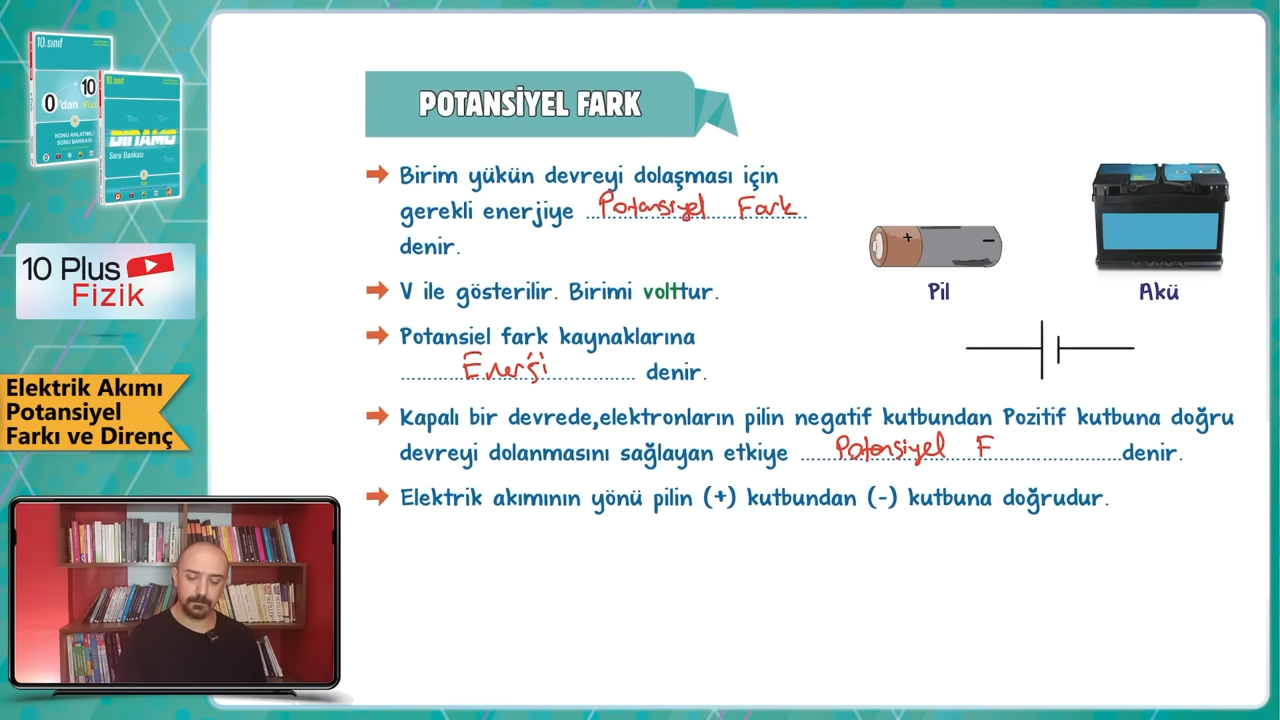 10.sınıf
0'dan 10
Fizik
KONU ANLATIMLI
SORU BANKASI
10.sınıf
DİNAMO
Soru Bankası
10 Plus
Fizik
Elektrik Akımı
Potansiyel
Farkı ve Direnç
POTANSİYEL FARK
Birim yükün devreyi dolaşması için
gerekli enerjiye Potansiyel Fark
denir.
V ile gösterilir. Birimi volttur.
Potansiel fark kaynaklarına
Enerji denir.
Kapalı bir devrede,elektronların pilin negatif kutbundan Pozitif kutbuna doğru
devreyi dolanmasını sağlayan etkiye Potansiyel F denir.
Elektrik akımının yönü pilin (+) kutbundan (-) kutbuna doğrudur.
+ -
Pil
Akü